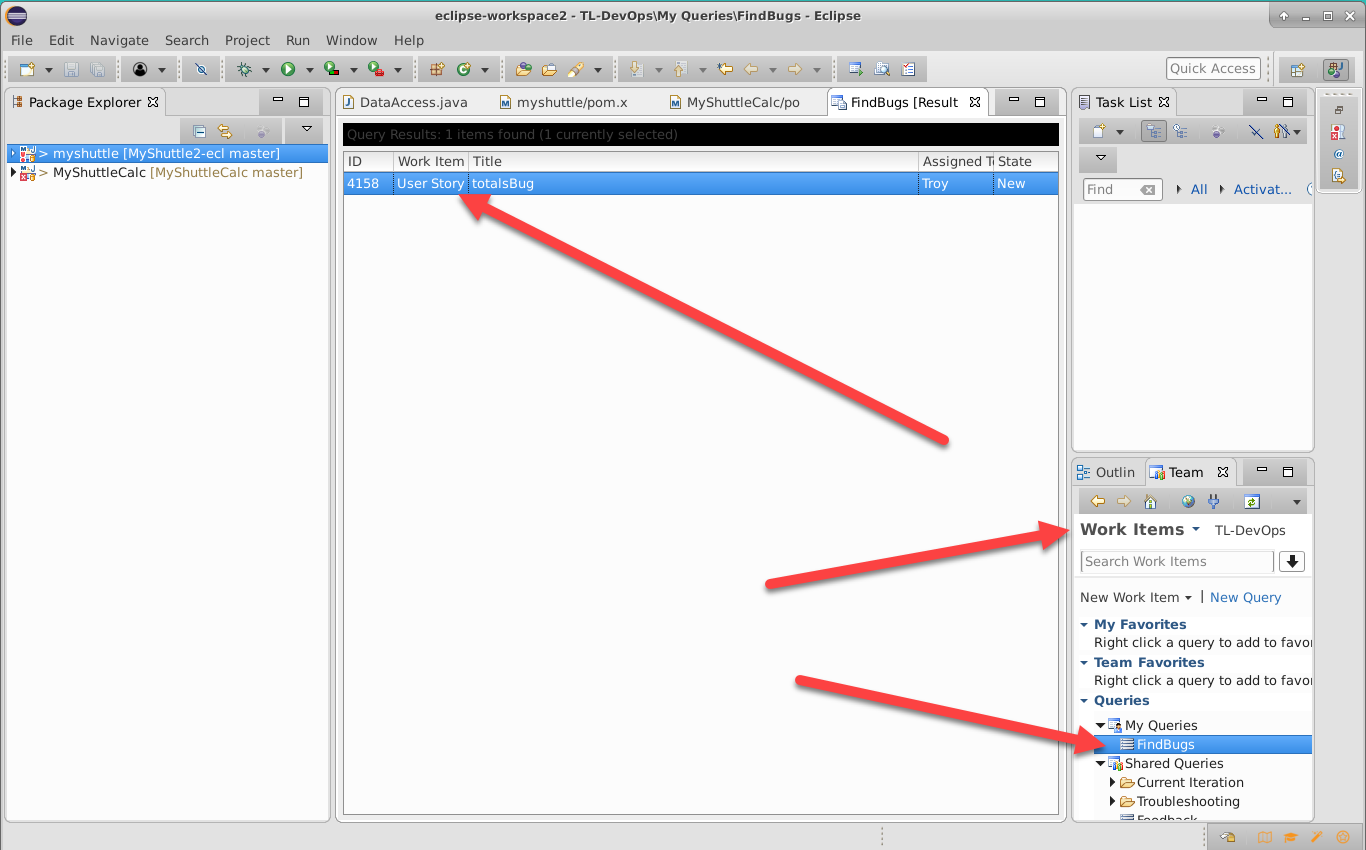 eclipse-workspace2 - TL-DevOps\My Queries\FindBugs - Eclipse
File Edit Navigate Search Project Run Window Help
Quick Access
Package Explorer
> myshuttle [MyShuttle2-ecl master]
> MyShuttleCalc [MyShuttleCalc master]
DataAccess.java myshuttle/pom.x MyShuttleCalc/po FindBugs [Result
Query Results: 1 items found (1 currently selected)
ID Work Item Title Assigned T State
4158 User Story totalsBug Troy New
Task List
Find All Activat...
Outlin Team
Work Items TL-DevOps
Search Work Items
New Work Item | New Query
My Favorites
Right click a query to add to favor
Team Favorites
Right click a query to add to favor
Queries
My Queries
FindBugs
Shared Queries
Current Iteration
Troubleshooting
Feedback